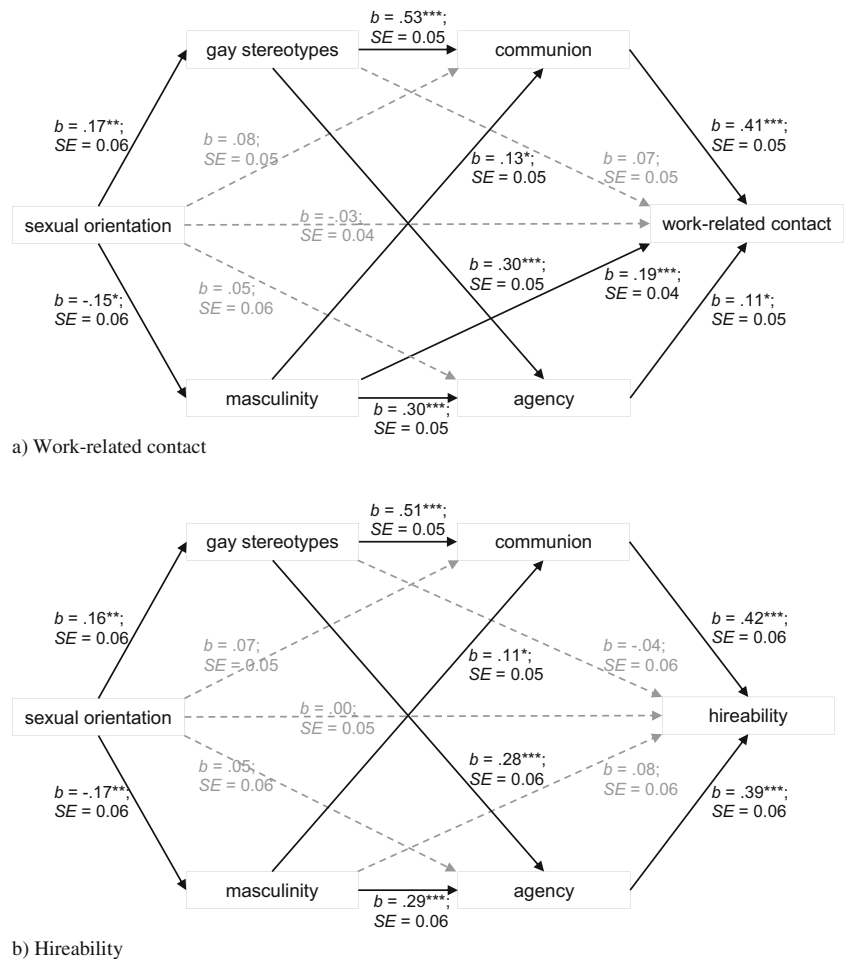 b = .53***;
SE = 0.05
gay stereotypes
communion
b = .17**;
SE = 0.06
b = .08;
SE = 0.05
b = .13*;
SE = 0.05
b = .07;
SE = 0.05
b = .41***;
SE = 0.05
sexual orientation
b = -.03;
SE = 0.04
work-related contact
b = -.15*;
SE = 0.06
b = .05;
SE = 0.06
b = .30***;
SE = 0.05
b = .19***;
SE = 0.04
b = .11*;
SE = 0.05
masculinity
agency
b = .30***;
SE = 0.05
a) Work-related contact
b = .51***;
SE = 0.05
gay stereotypes
communion
b = .16**;
SE = 0.06
b = .07;
SE = 0.05
b = .11*;
SE = 0.05
b = -.04;
SE = 0.06
b = .42***;
SE = 0.06
sexual orientation
b = .00;
SE = 0.05
hireability
b = -.17**;
SE = 0.06
b = .05;
SE = 0.06
b = .28***;
SE = 0.06
b = .08;
SE = 0.06
b = .39***;
SE = 0.06
masculinity
agency
b = .29***;
SE = 0.06
b) Hireability